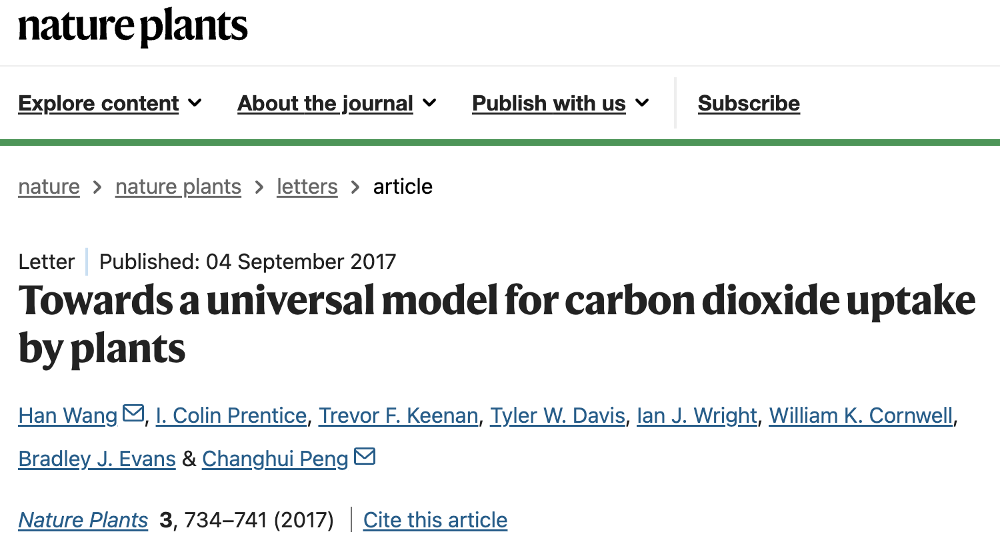 nature plants
Explore content About the journal Publish with us Subscribe
nature > nature plants > letters > article
Letter | Published: 04 September 2017
Towards a universal model for carbon dioxide uptake
by plants
Han Wang, I. Colin Prentice, Trevor F. Keenan, Tyler W. Davis, Ian J. Wright, William K. Cornwell,
Bradley J. Evans & Changhui Peng
Nature Plants 3, 734–741 (2017) | Cite this article